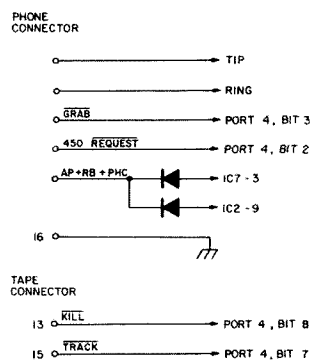 PHONE
CONNECTOR
TIP
RING
GRAB PORT 4, BIT 3
450 REQUEST PORT 4, BIT 2
AP+RB+PHC IC7-3
IC2-9
16
TAPE
CONNECTOR
13 KILL PORT 4, BIT 8
15 TRACK PORT 4, BIT 7